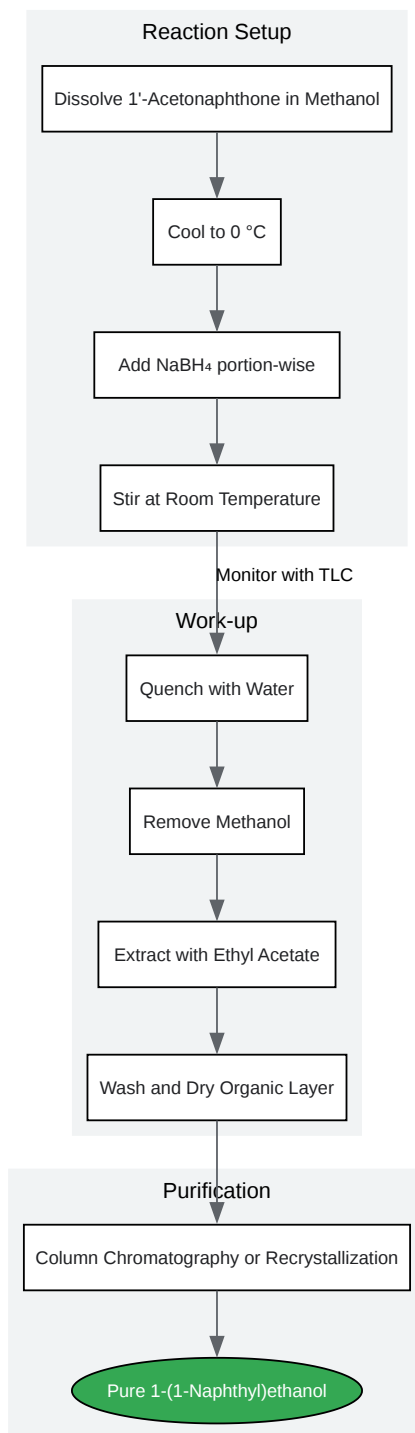 Reaction Setup
Dissolve 1'-Acetonaphthone in Methanol
Cool to 0 °C
Add NaBH₄ portion-wise
Stir at Room Temperature
Monitor with TLC
Work-up
Quench with Water
Remove Methanol
Extract with Ethyl Acetate
Wash and Dry Organic Layer
Purification
Column Chromatography or Recrystallization
Pure 1-(1-Naphthyl)ethanol